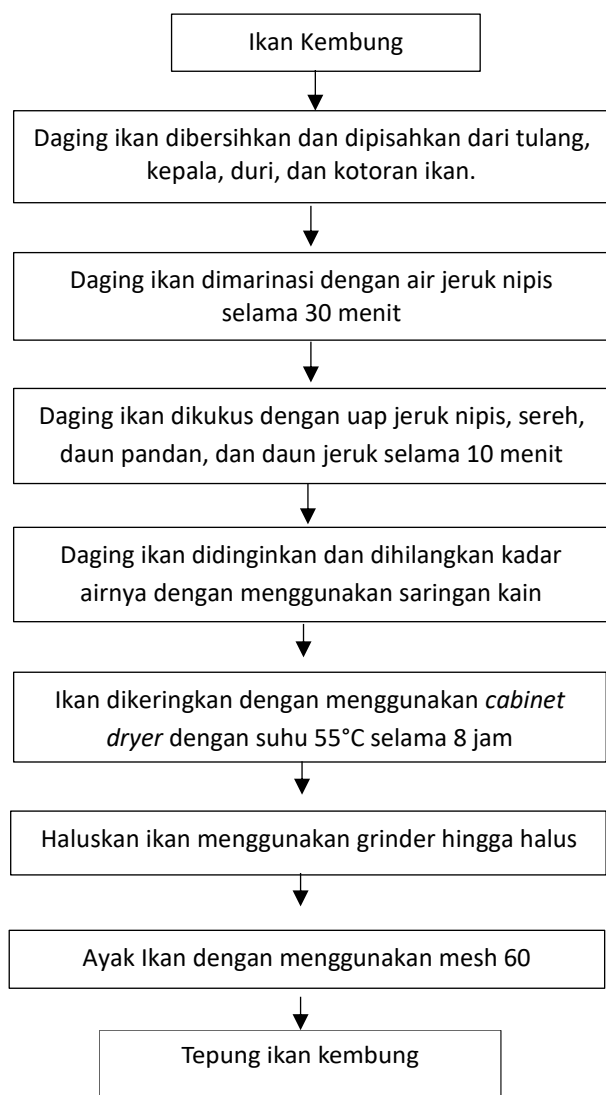 Ikan Kembung
Daging ikan dibersihkan dan dipisahkan dari tulang,
kepala, duri, dan kotoran ikan.
Daging ikan dimarinasi dengan air jeruk nipis
selama 30 menit
Daging ikan dikukus dengan uap jeruk nipis, sereh,
daun pandan, dan daun jeruk selama 10 menit
Daging ikan didinginkan dan dihilangkan kadar
airnya dengan menggunakan saringan kain
Ikan dikeringkan dengan menggunakan cabinet
dryer dengan suhu 55°C selama 8 jam
Haluskan ikan menggunakan grinder hingga halus
Ayak Ikan dengan menggunakan mesh 60
Tepung ikan kembung